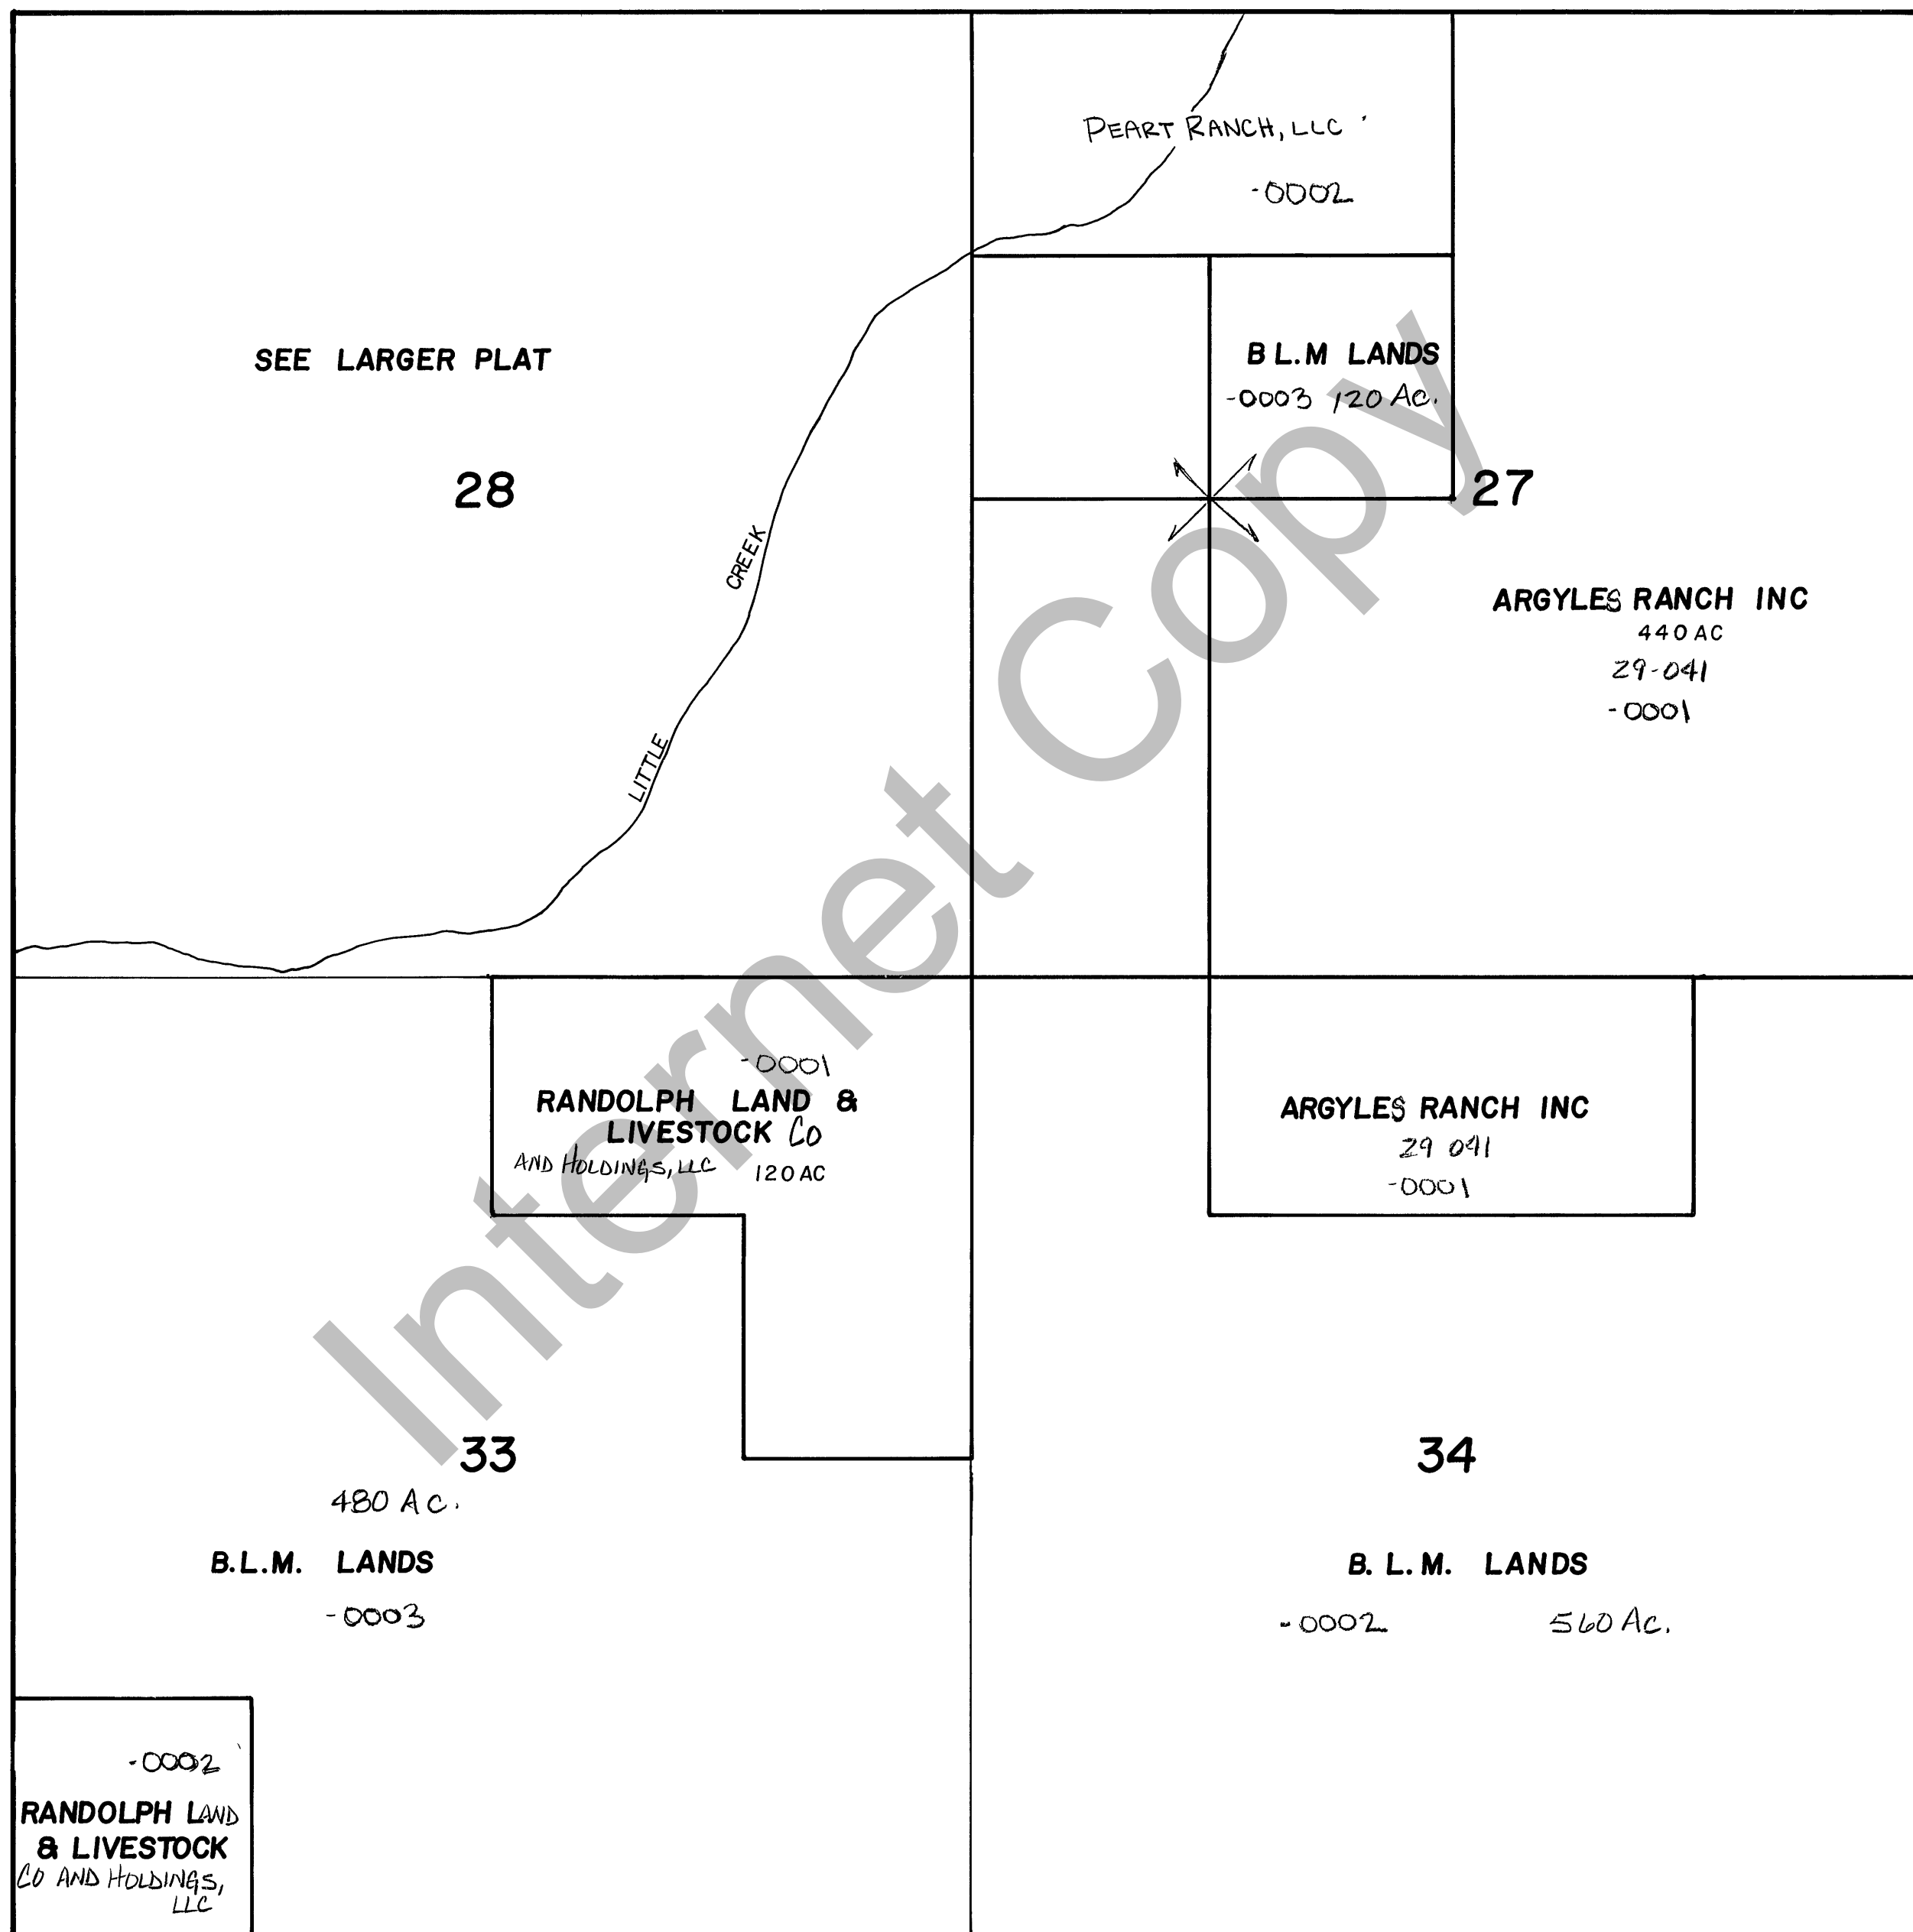 PEART RANCH, LLC
-0002
SEE LARGER PLAT
28
B L.M LANDS
-0003 120 Ac.
27
CREEK
LITTLE
ARGYLES RANCH INC
440 AC
29-041
-0001
-0001
RANDOLPH LAND &
LIVESTOCK Co
AND HOLDINGS, LLC 120 AC
ARGYLES RANCH INC
29 041
-0001
33
480 Ac.
B.L.M. LANDS
-0003
34
B. L. M. LANDS
-0002 560 Ac.
-0002
RANDOLPH LAND
& LIVESTOCK
CO AND HOLDINGS,
LLC
Internet Copy